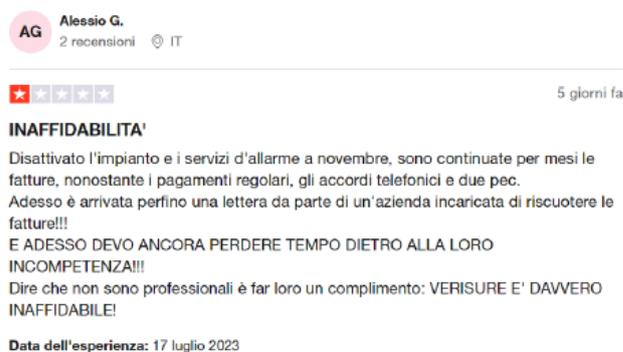 AG
Alessio G.
2 recensioni IT
5 giorni fa
INAFFIDABILITA'
Disattivato l'impianto e i servizi d'allarme a novembre, sono continuate per mesi le
fatture, nonostante i pagamenti regolari, gli accordi telefonici e due pec.
Adesso è arrivata perfino una lettera da parte di un'azienda incaricata di riscuotere le
fatture!!!
E ADESSO DEVO ANCORA PERDERE TEMPO DIETRO ALLA LORO
INCOMPETENZA!!!
Dire che non sono professionali è far loro un complimento: VERISURE E' DAVVERO
INAFFIDABILE!
Data dell'esperienza: 17 luglio 2023